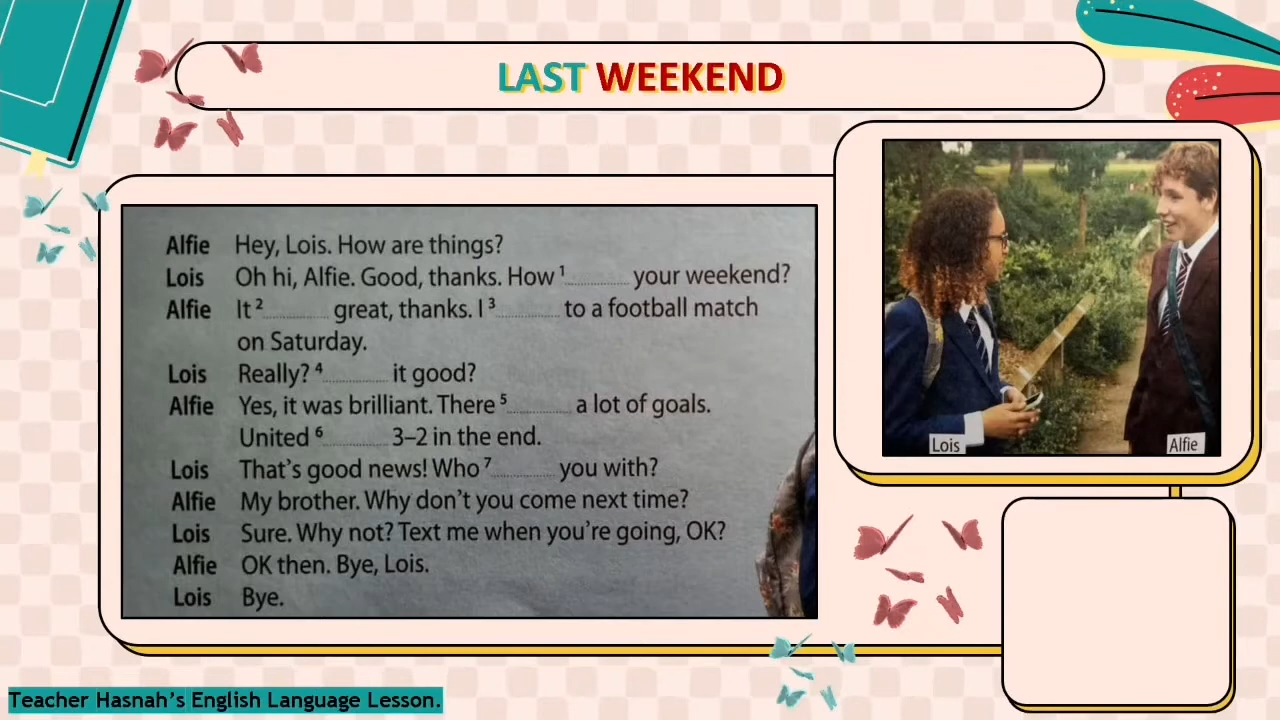 LAST WEEKEND
Alfie Hey, Lois. How are things?
Lois Oh hi, Alfie. Good, thanks. How ¹.............. your weekend?
Alfie It ².............. great, thanks. I ³.............. to a football match
on Saturday.
Lois Really? ⁴.............. it good?
Alfie Yes, it was brilliant. There ⁵.............. a lot of goals.
United ⁶.............. 3–2 in the end.
Lois That's good news! Who ⁷.............. you with?
Alfie My brother. Why don't you come next time?
Lois Sure. Why not? Text me when you're going, OK?
Alfie OK then. Bye, Lois.
Lois Bye.
Lois
Alfie
Teacher Hasnah's English Language Lesson.